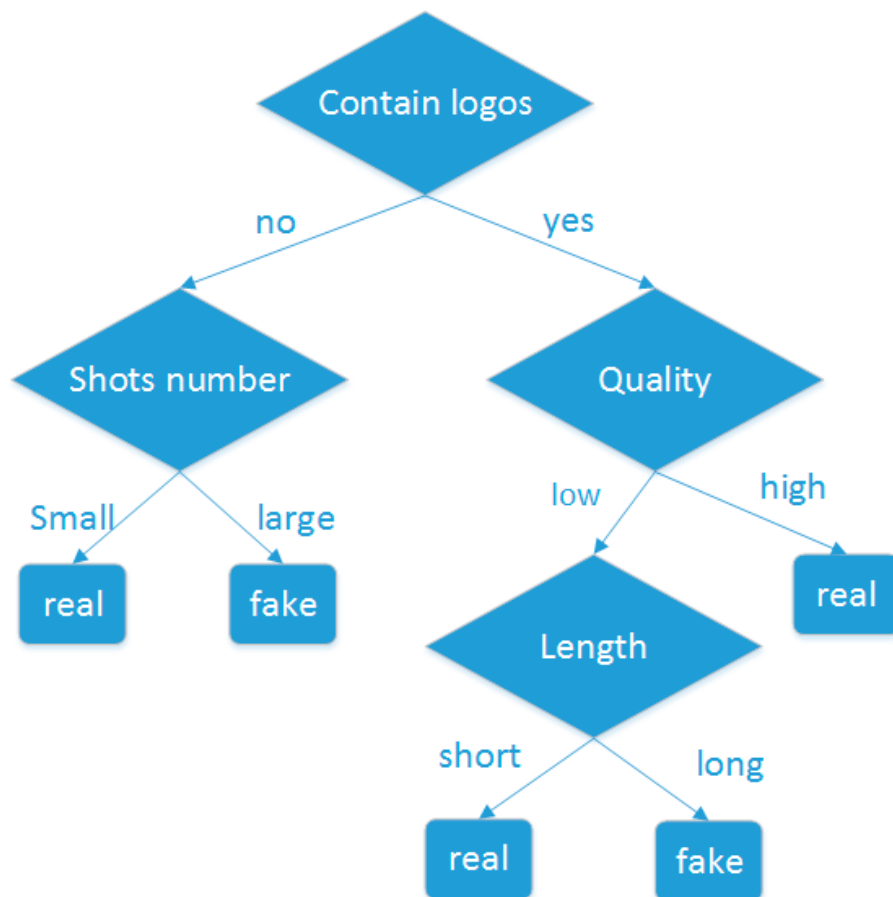 Contain logos
no
yes
Shots number
Quality
Small
large
low
high
real
fake
real
Length
short
long
real
fake